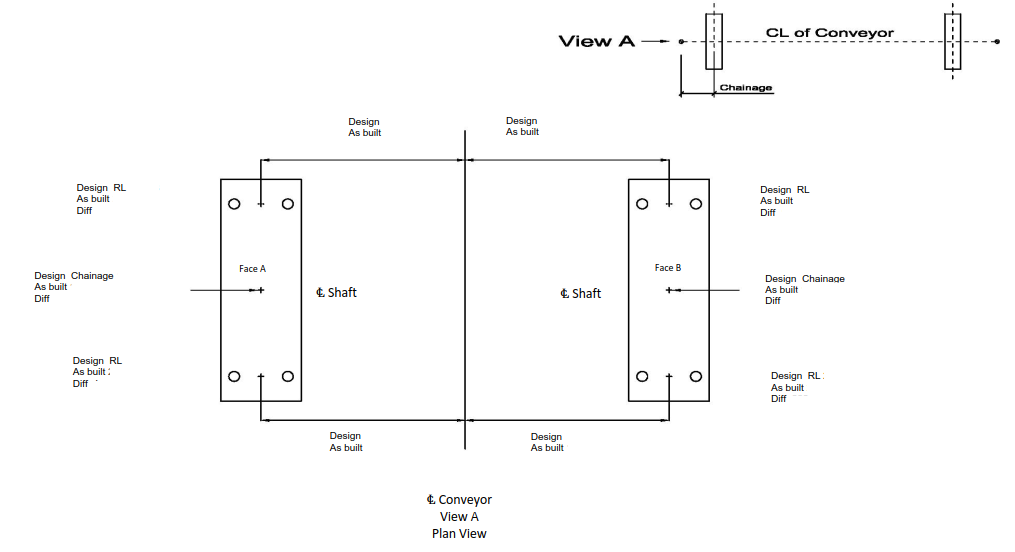 View A
CL of Conveyor
Chainage
Design
As built
Design
As built
Design RL
As built
Diff
Design RL
As built
Diff
Face A
Face B
Design Chainage
As built
Diff
℄ Shaft
℄ Shaft
Design Chainage
As built
Diff
Design RL
As built
Diff
Design RL
As built
Diff
Design
As built
Design
As built
℄ Conveyor
View A
Plan View